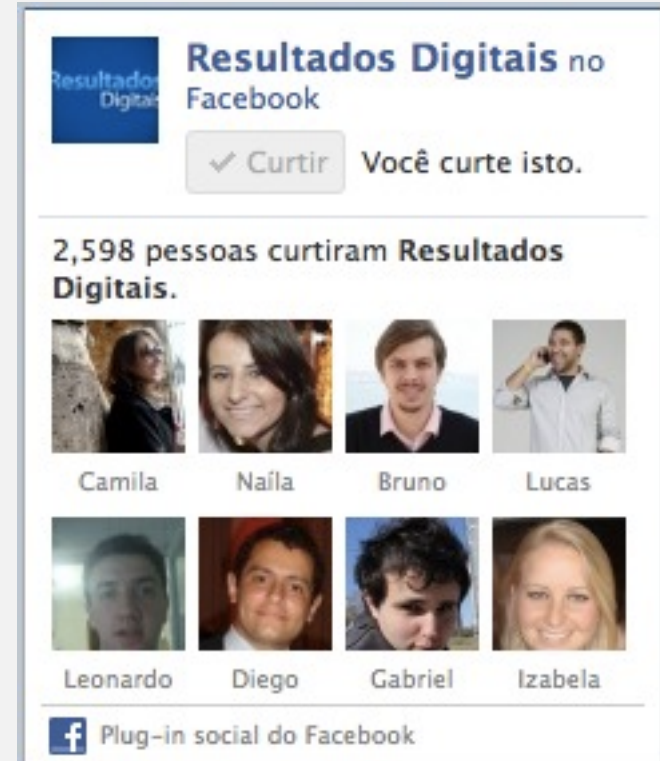 Resultados
Digitais
Resultados Digitais no
Facebook
✓ Curtir Você curte isto.
2,598 pessoas curtiram Resultados
Digitais.
Camila Naíla Bruno Lucas
Leonardo Diego Gabriel Izabela
f Plug-in social do Facebook